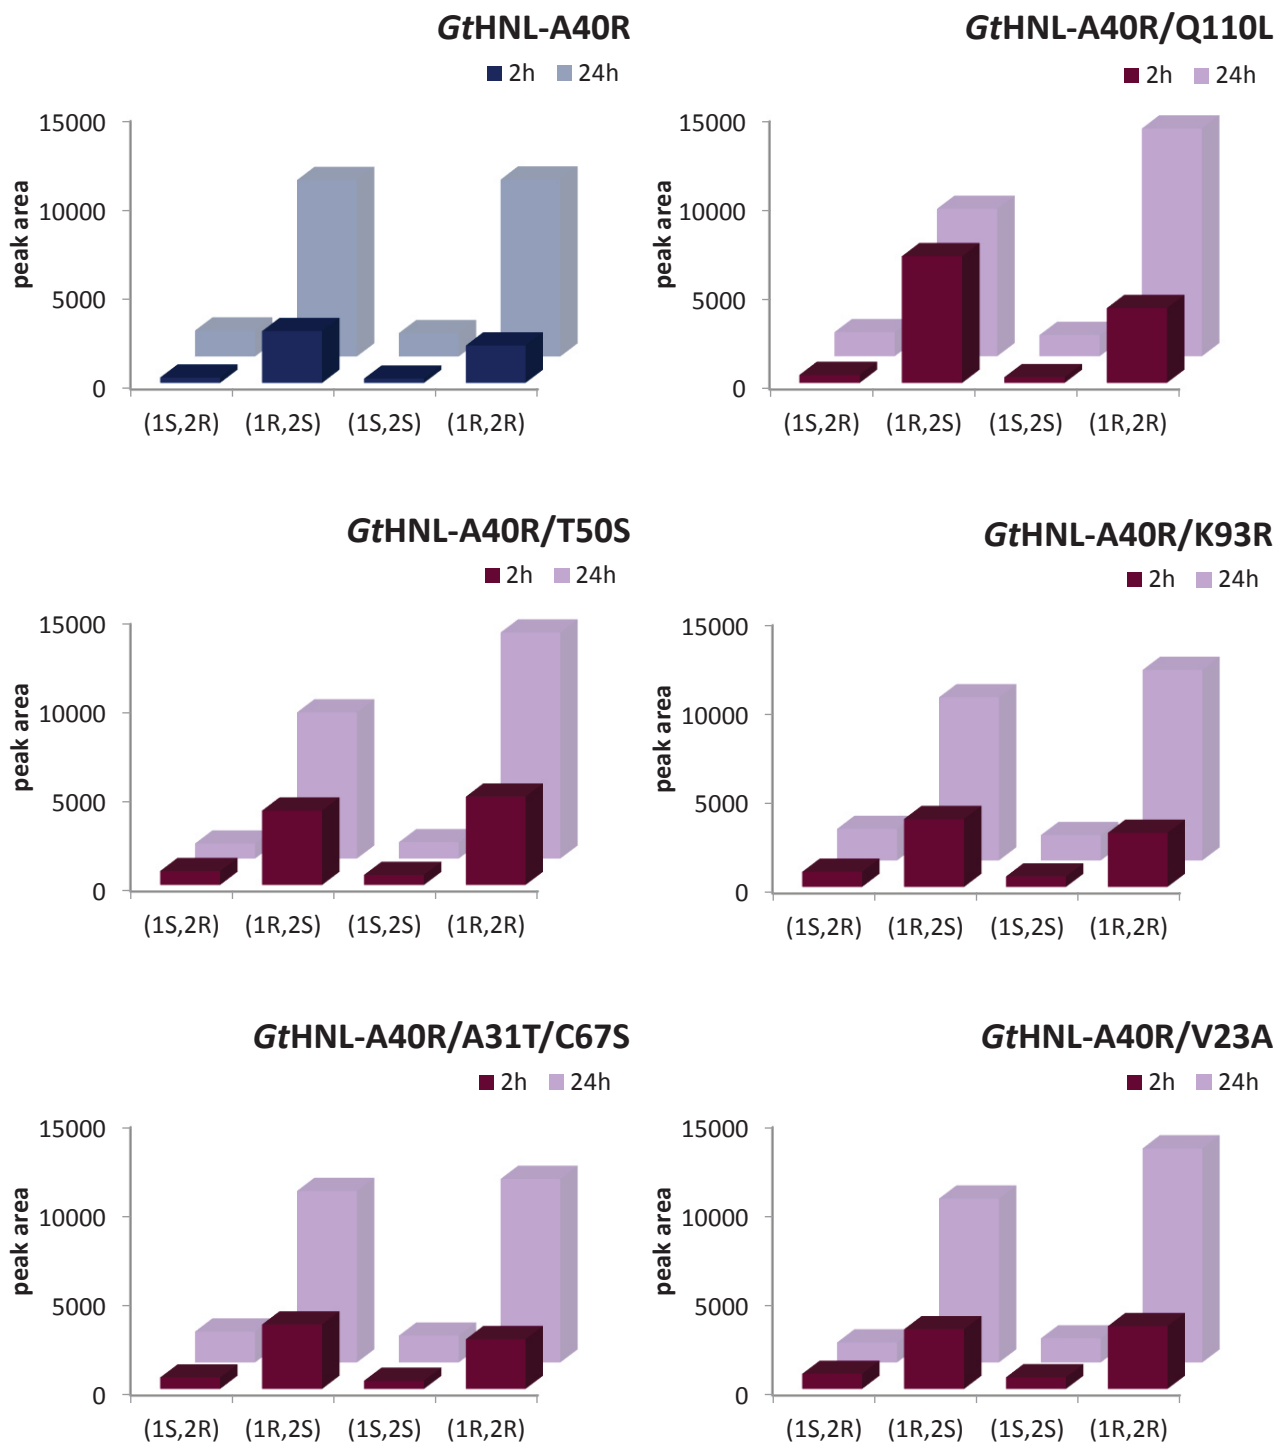 GtHNL-A40R
2h 24h
15000
10000
5000
0
peak area
(1S,2R) (1R,2S) (1S,2S) (1R,2R)
GtHNL-A40R/Q110L
2h 24h
15000
10000
5000
0
peak area
(1S,2R) (1R,2S) (1S,2S) (1R,2R)
GtHNL-A40R/T50S
2h 24h
15000
10000
5000
0
peak area
(1S,2R) (1R,2S) (1S,2S) (1R,2R)
GtHNL-A40R/K93R
2h 24h
15000
10000
5000
0
peak area
(1S,2R) (1R,2S) (1S,2S) (1R,2R)
GtHNL-A40R/A31T/C67S
2h 24h
15000
10000
5000
0
peak area
(1S,2R) (1R,2S) (1S,2S) (1R,2R)
GtHNL-A40R/V23A
2h 24h
15000
10000
5000
0
peak area
(1S,2R) (1R,2S) (1S,2S) (1R,2R)